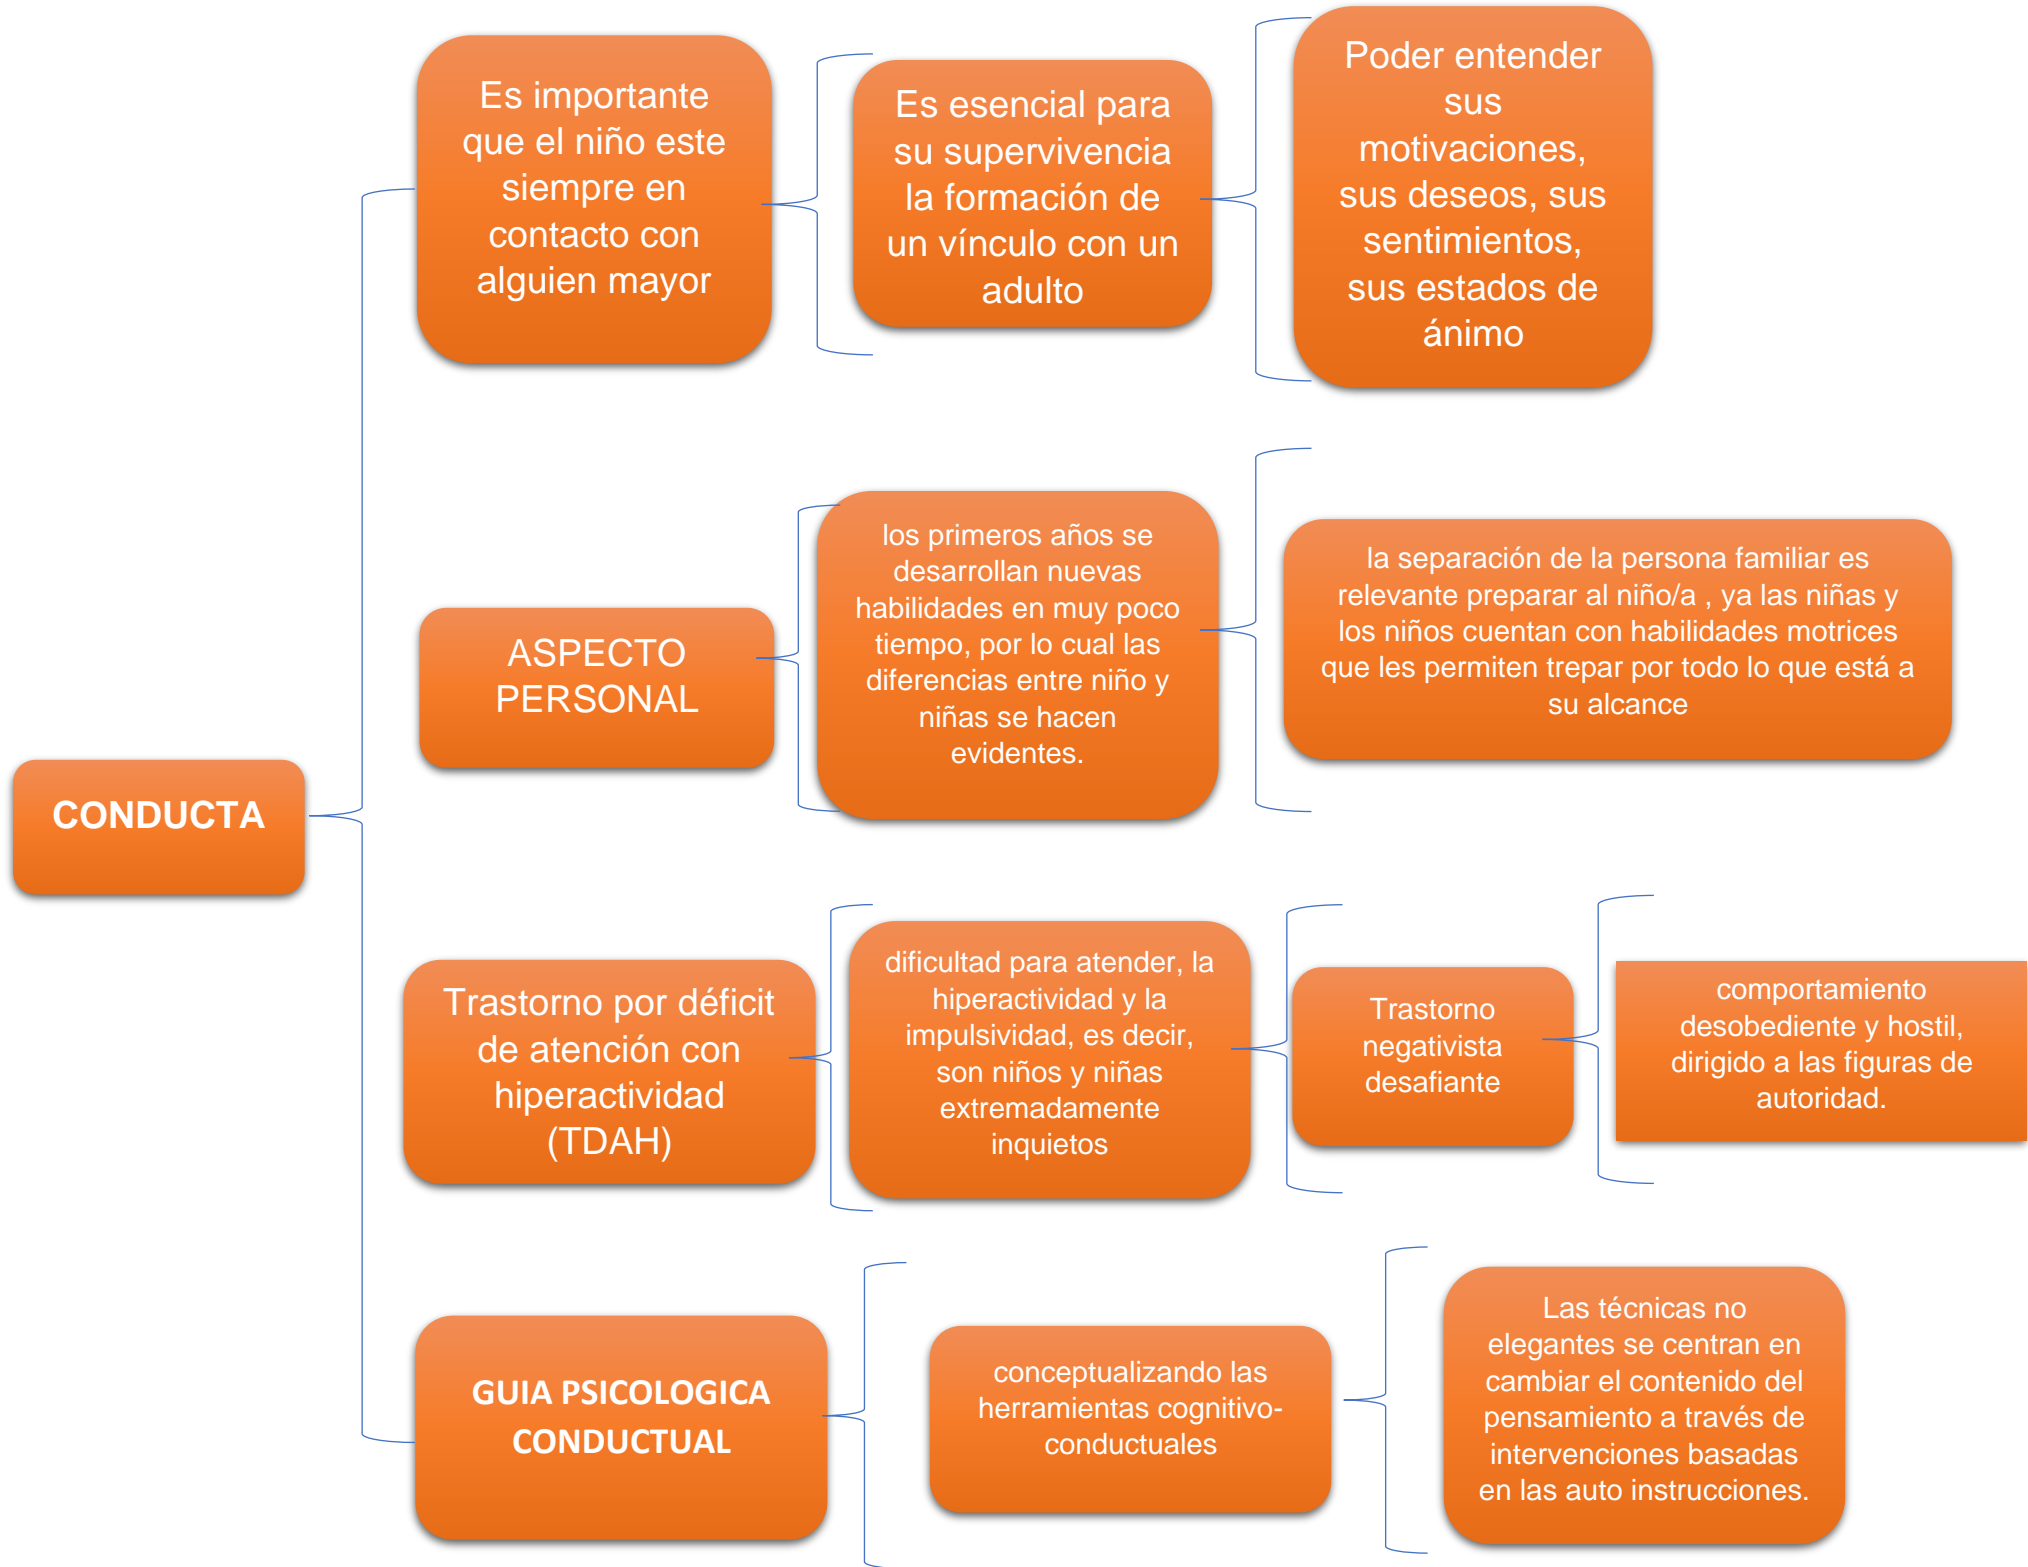 CONDUCTA
Es importante
que el niño este
siempre en
contacto con
alguien mayor
Es esencial para
su supervivencia
la formación de
un vínculo con un
adulto
Poder entender
sus
motivaciones,
sus deseos, sus
sentimientos,
sus estados de
ánimo
ASPECTO
PERSONAL
los primeros años se
desarrollan nuevas
habilidades en muy poco
tiempo, por lo cual las
diferencias entre niño y
niñas se hacen
evidentes.
la separación de la persona familiar es
relevante preparar al niño/a , ya las niñas y
los niños cuentan con habilidades motrices
que les permiten trepar por todo lo que está a
su alcance
Trastorno por déficit
de atención con
hiperactividad
(TDAH)
dificultad para atender, la
hiperactividad y la
impulsividad, es decir,
son niños y niñas
extremadamente
inquietos
Trastorno
negativista
desafiante
comportamiento
desobediente y hostil,
dirigido a las figuras de
autoridad.
GUIA PSICOLOGICA
CONDUCTUAL
conceptualizando las
herramientas cognitivo-
conductuales
Las técnicas no
elegantes se centran en
cambiar el contenido del
pensamiento a través de
intervenciones basadas
en las auto instrucciones.